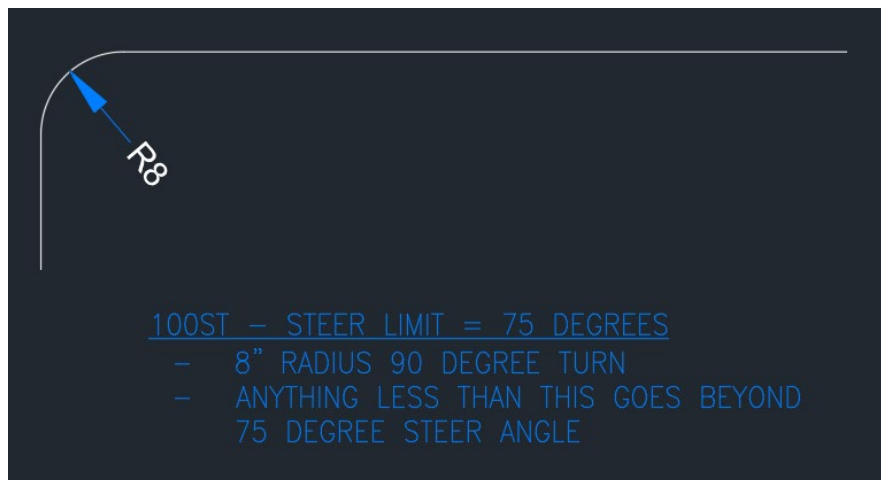 R8
100ST – STEER LIMIT = 75 DEGREES
– 8" RADIUS 90 DEGREE TURN
– ANYTHING LESS THAN THIS GOES BEYOND
75 DEGREE STEER ANGLE